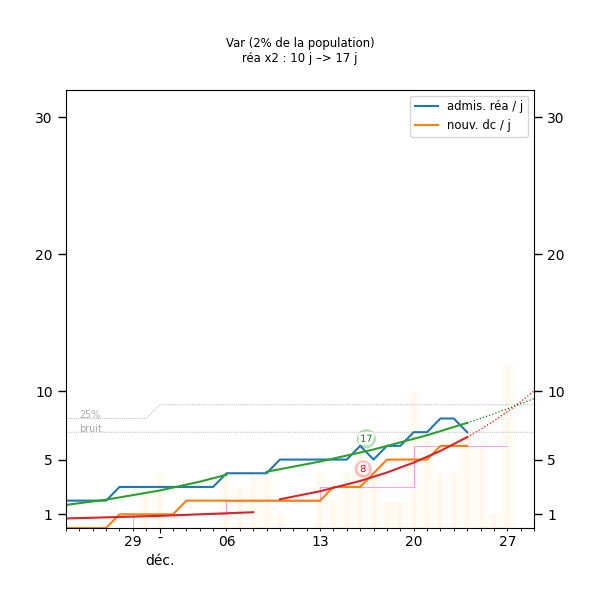 Var (2% de la population)
réa x2 : 10 j –> 17 j
admis. réa / j
nouv. dc / j
30 30
20 20
10 10
25%
bruit
17
8
5 5
1 1
29 - 06 13 20 27
déc.